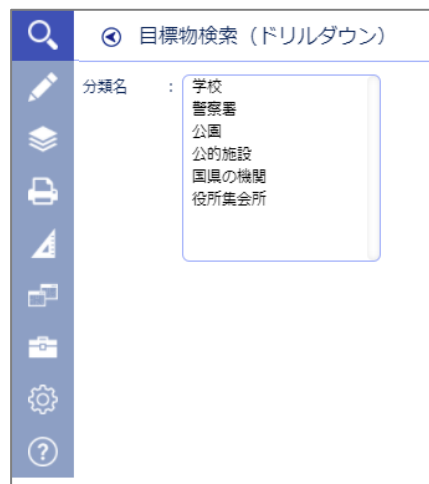 目標物検索（ドリルダウン）
分類名 : 学校
警察署
公園
公的施設
国県の機関
役所集会所
?